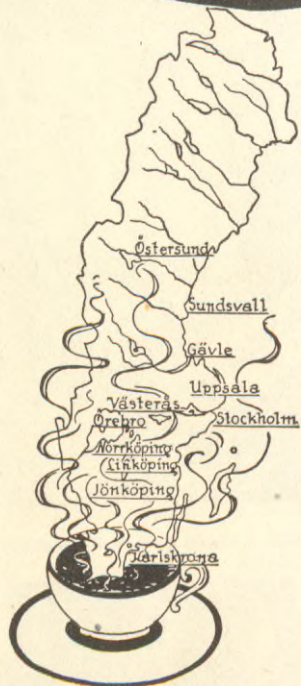 Östersund
Sundsvall
Gävle
Uppsala
Västerås
Örebro
Stockholm
Norrköping
Linköping
Jönköping
Karlskrona